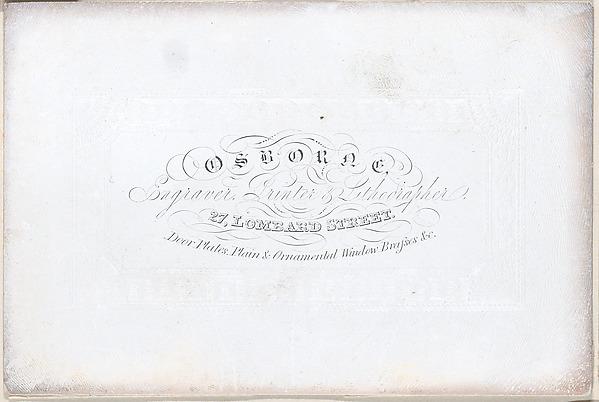 OSBORNE,
Engraver, Printer & Lithographer.
27, LOMBARD STREET.
Door Plates, Plain & Ornamental Window Braſses &c.